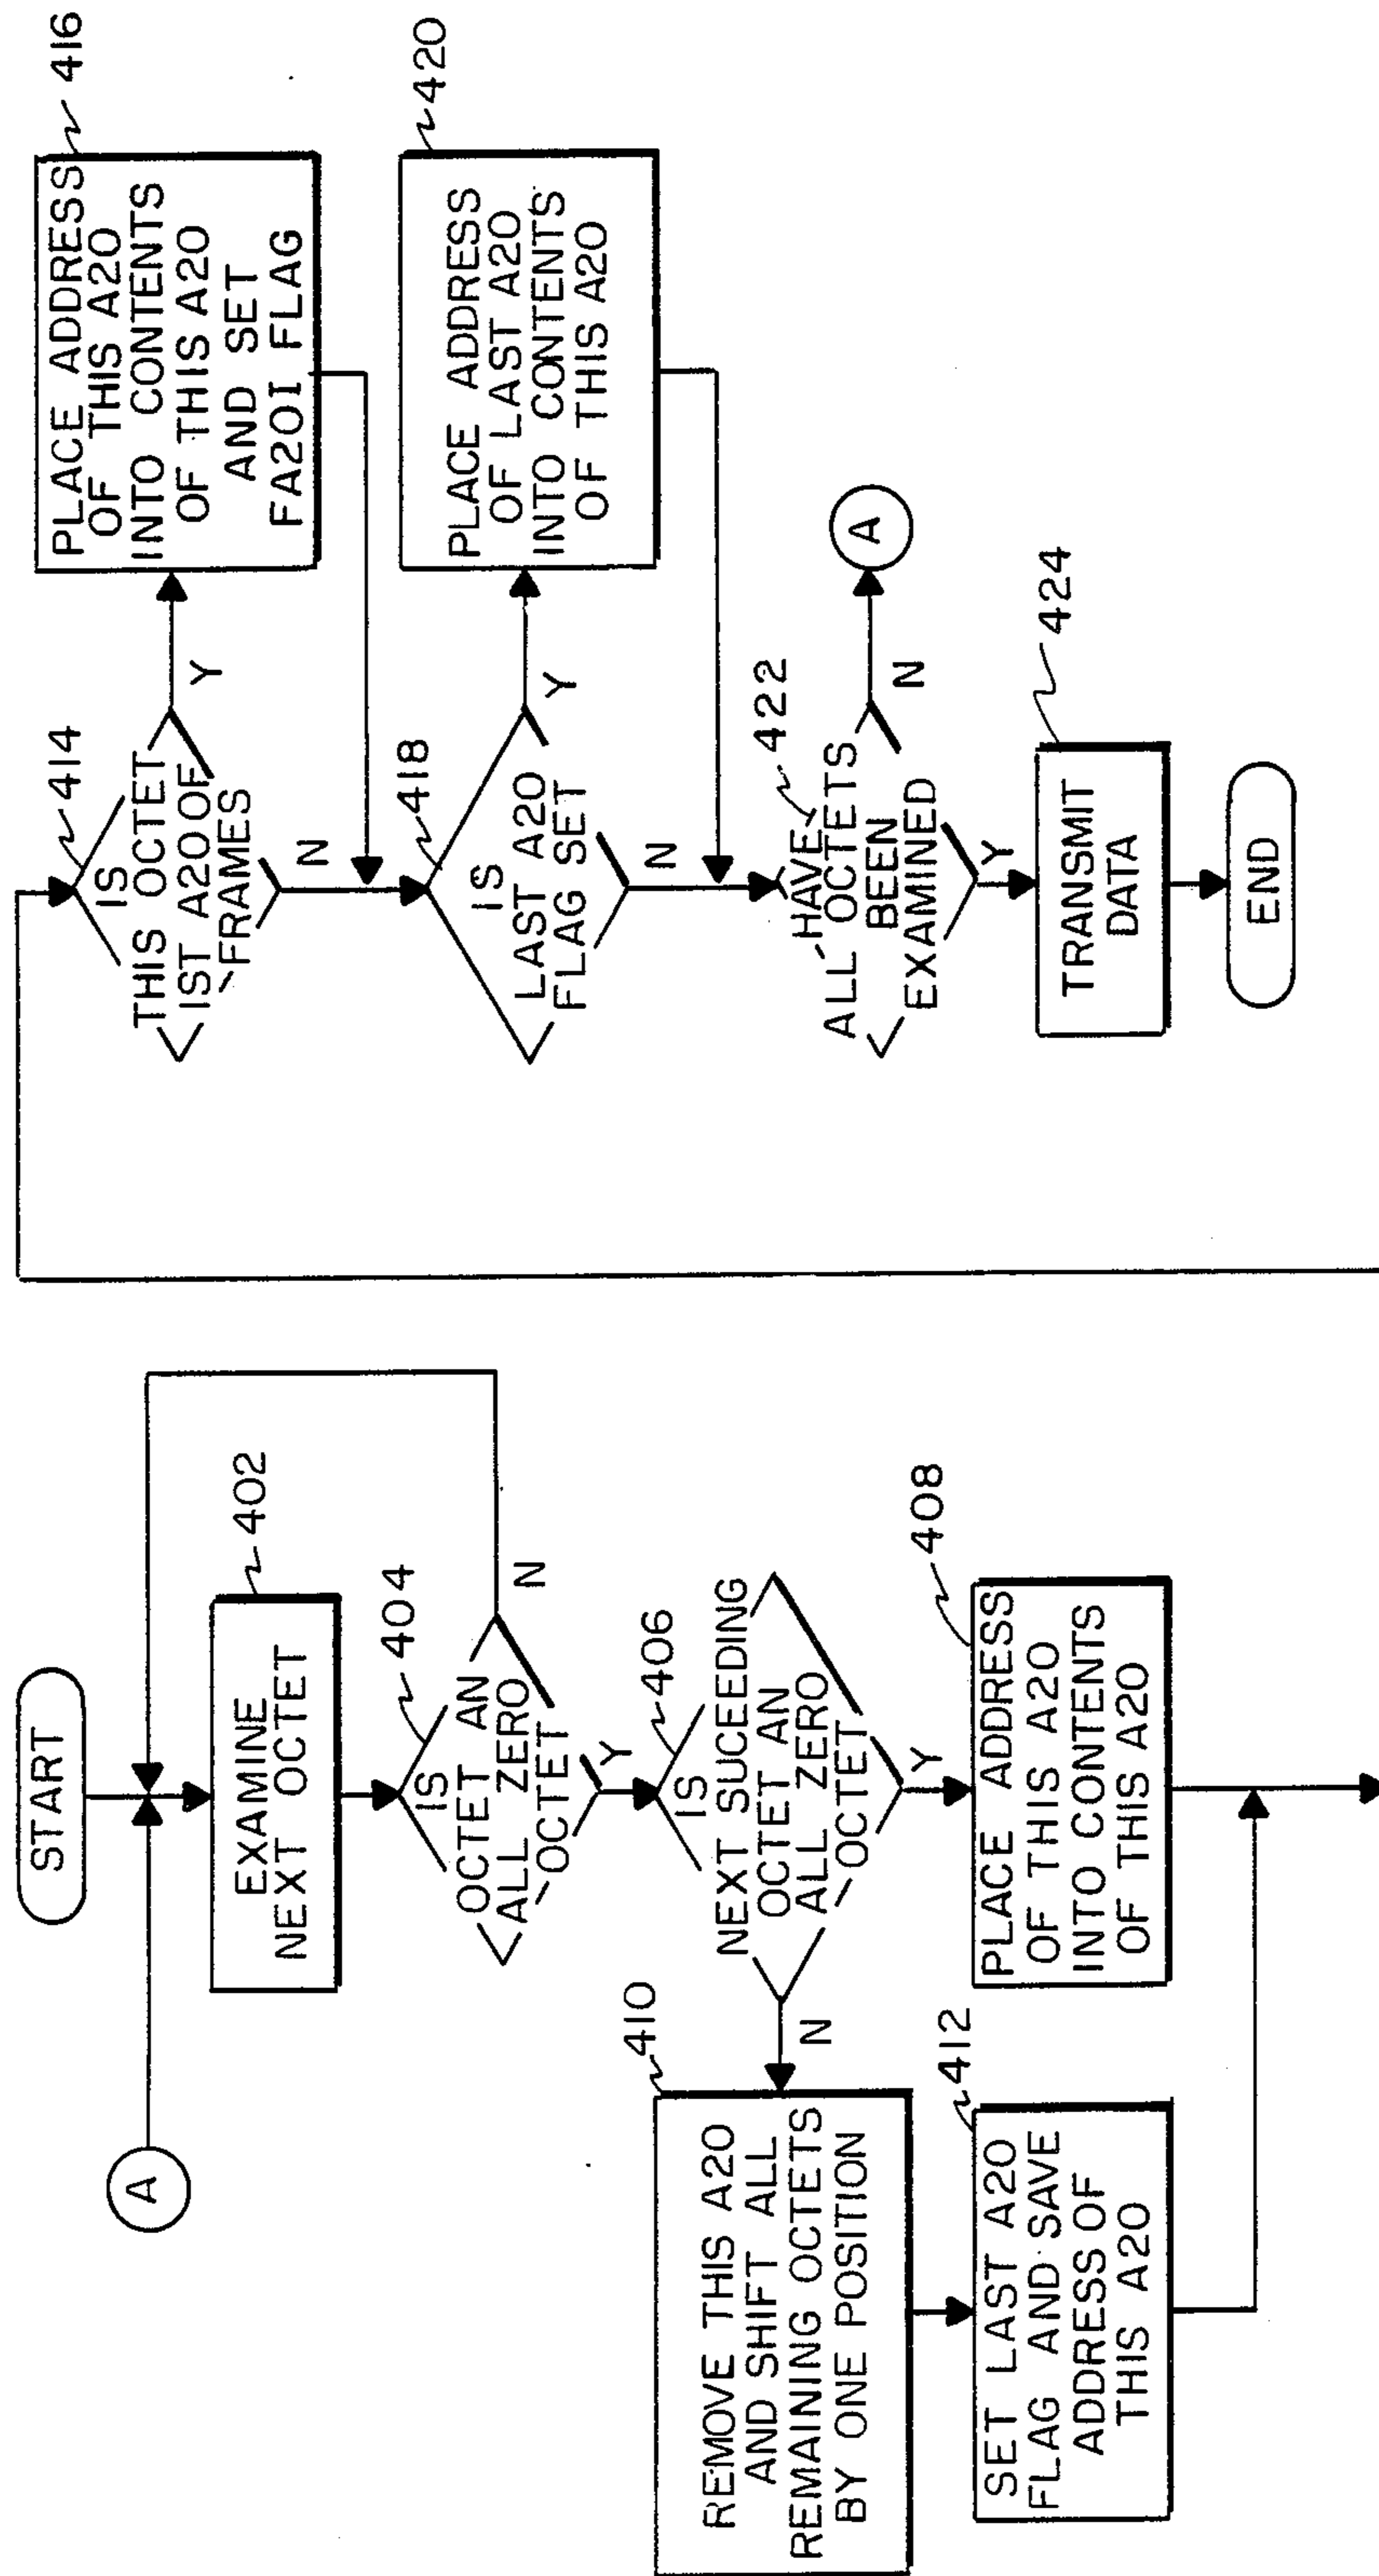 START
A
EXAMINE
NEXT OCTET
402
IS
OCTET AN
ALL ZERO
OCTET
404
N
Y
IS
NEXT SUCEEDING
OCTET AN
ALL ZERO
OCTET
406
N
Y
PLACE ADDRESS
OF THIS A20
INTO CONTENTS
OF THIS A20
408
REMOVE THIS A20
AND SHIFT ALL
REMAINING OCTETS
BY ONE POSITION
410
SET LAST A20
FLAG AND SAVE
ADDRESS OF
THIS A20
412
IS
THIS OCTET
IST A20 OF
FRAMES
414
Y
N
PLACE ADDRESS
OF THIS A20
INTO CONTENTS
OF THIS A20
AND SET
FA20I FLAG
416
IS
LAST A20
FLAG SET
418
Y
N
PLACE ADDRESS
OF LAST A20
INTO CONTENTS
OF THIS A20
420
HAVE
ALL OCTETS
BEEN
EXAMINED
422
N
A
Y
TRANSMIT
DATA
424
END